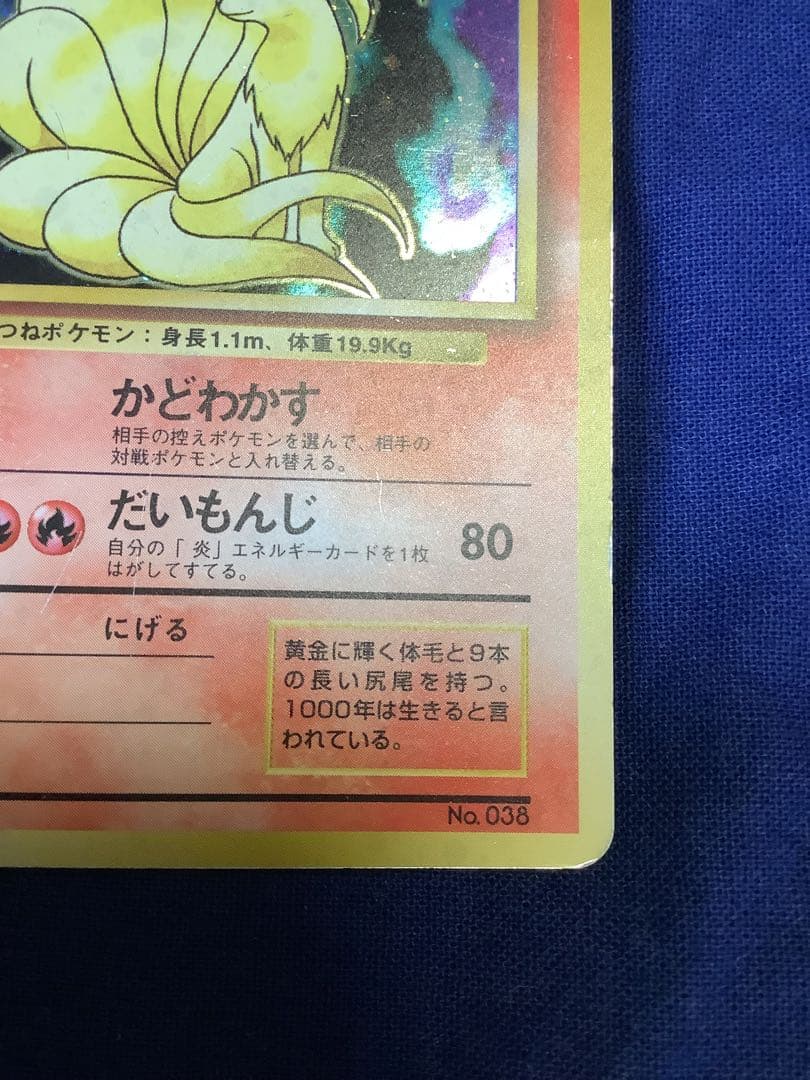 つねポケモン：身長1.1m、体重19.9Kg
かどわかす
相手の控えポケモンを選んで、相手の
対戦ポケモンと入れ替える。
だいもんじ 80
自分の「 炎」エネルギーカードを1枚
はがしてすてる。
にげる
黄金に輝く体毛と９本
の長い尻尾を持つ。
1000年は生きると言
われている。
No. 038